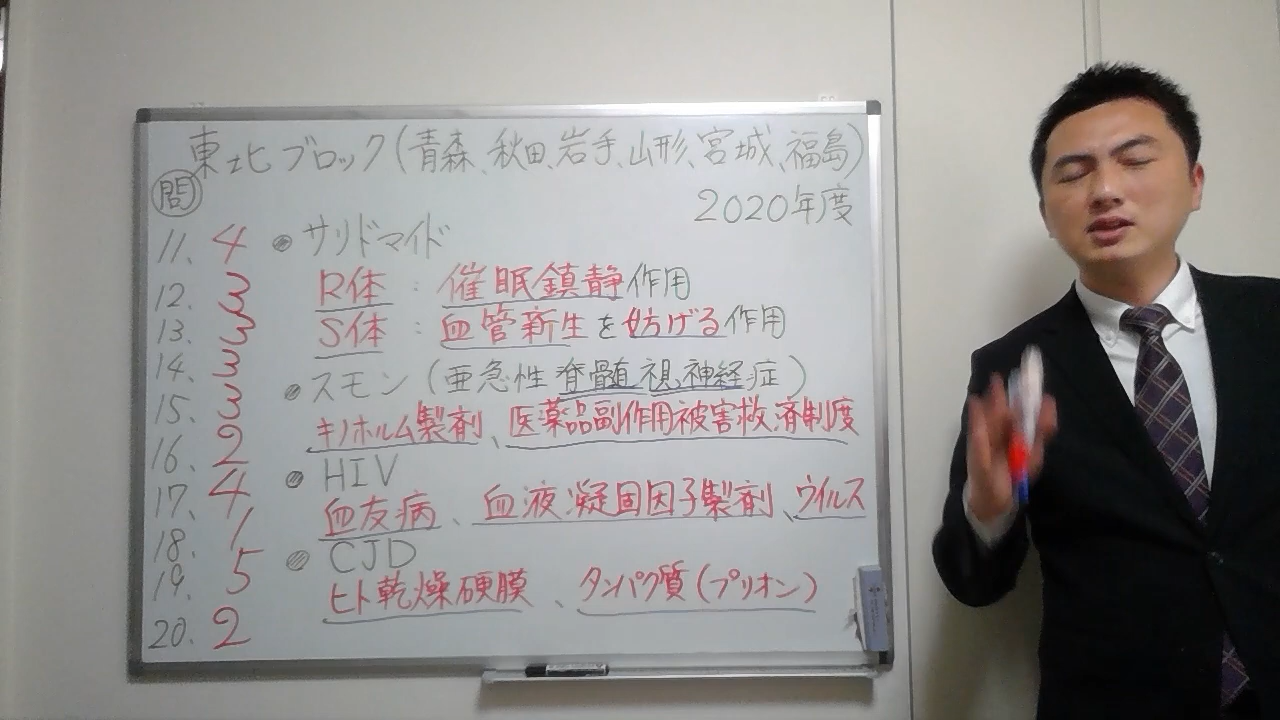 東北ブロック(青森、秋田、岩手、山形、宮城、福島)
2020年度
問
11. 4
12. 3
13. 3
14. 3
15. 3
16. 2
17. 4
18. 1
19. 5
20. 2
サリドマイド
R体:催眠鎮静作用
S体:血管新生を妨げる作用
スモン(亜急性脊髄視神経症)
キノホルム製剤、医薬品副作用被害救済制度
HIV
血友病、血液凝固因子製剤、ウイルス
CJD
ヒト乾燥硬膜、タンパク質(プリオン)